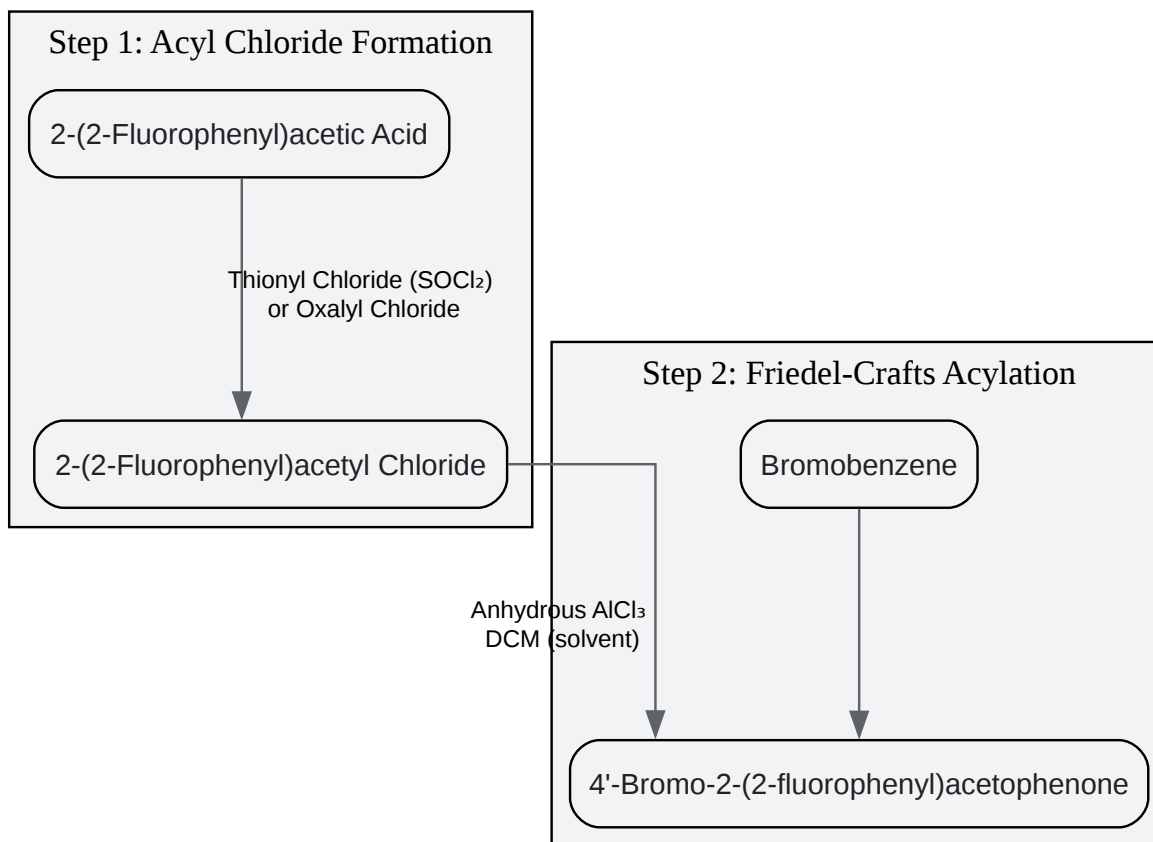 Step 1: Acyl Chloride Formation
2-(2-Fluorophenyl)acetic Acid
Thionyl Chloride (SOCl₂)
or Oxalyl Chloride
2-(2-Fluorophenyl)acetyl Chloride
Step 2: Friedel-Crafts Acylation
Bromobenzene
Anhydrous AlCl₃
DCM (solvent)
4'-Bromo-2-(2-fluorophenyl)acetophenone